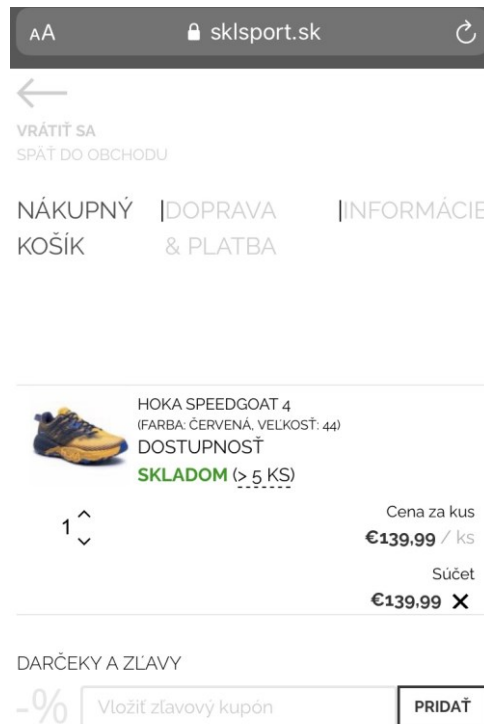 AA sklsport.sk
VRÁTIŤ SA
SPÄŤ DO OBCHODU
NÁKUPNÝ KOŠÍK
|DOPRAVA & PLATBA
|INFORMÁCIE
HOKA SPEEDGOAT 4
(FARBA: ČERVENÁ, VEĽKOSŤ: 44)
DOSTUPNOSŤ
SKLADOM (> 5 KS)
1
Cena za kus
€139,99 / ks
Súčet
€139,99 ✕
DARČEKY A ZĽAVY
-% Vložiť zľavový kupón PRIDAŤ